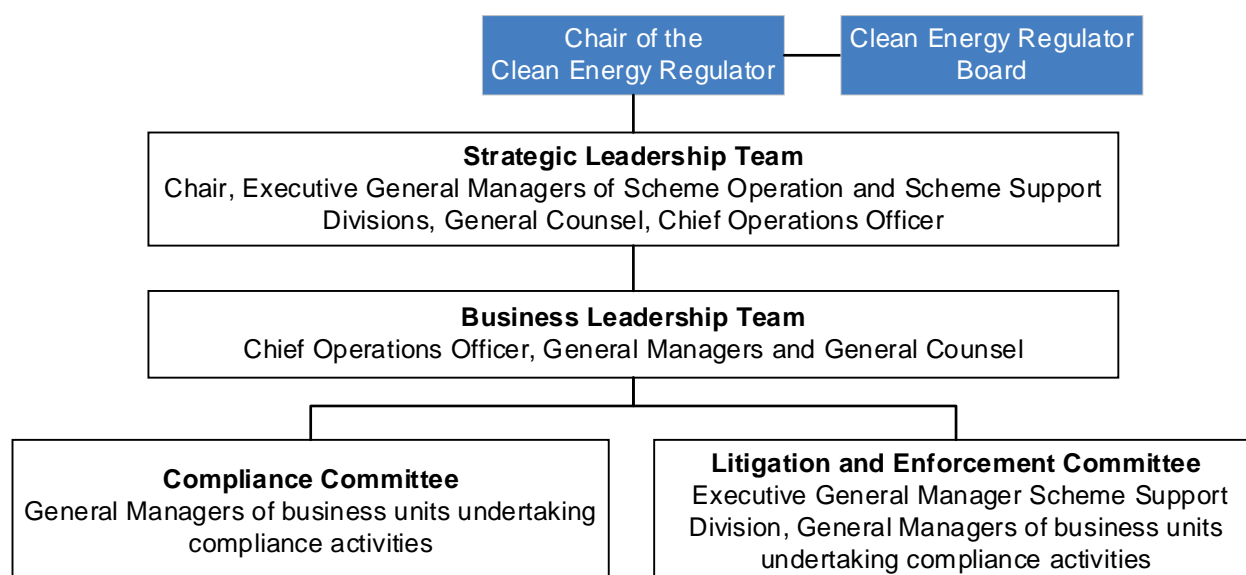 Chair of the
Clean Energy Regulator
Clean Energy Regulator
Board
Strategic Leadership Team
Chair, Executive General Managers of Scheme Operation and Scheme Support
Divisions, General Counsel, Chief Operations Officer
Business Leadership Team
Chief Operations Officer, General Managers and General Counsel
Compliance Committee
General Managers of business units undertaking
compliance activities
Litigation and Enforcement Committee
Executive General Manager Scheme Support
Division, General Managers of business units
undertaking compliance activities